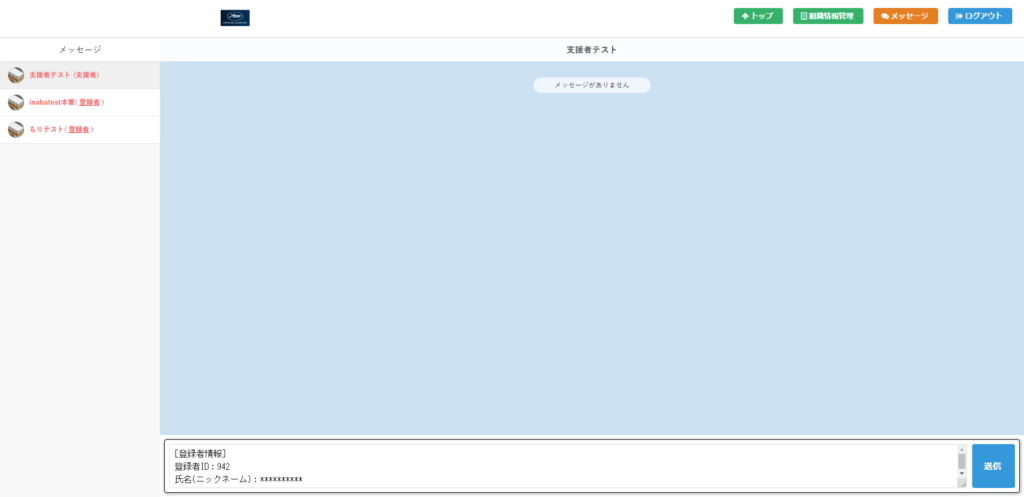 トップ
組織情報管理
メッセージ
ログアウト
メッセージ
支援者テスト
支援者テスト (支援者)
inabatest本番( 登録者 )
もりテスト( 登録者 )
メッセージがありません
[登録者情報]
登録者ID：942
氏名(ニックネーム)：**********
送信